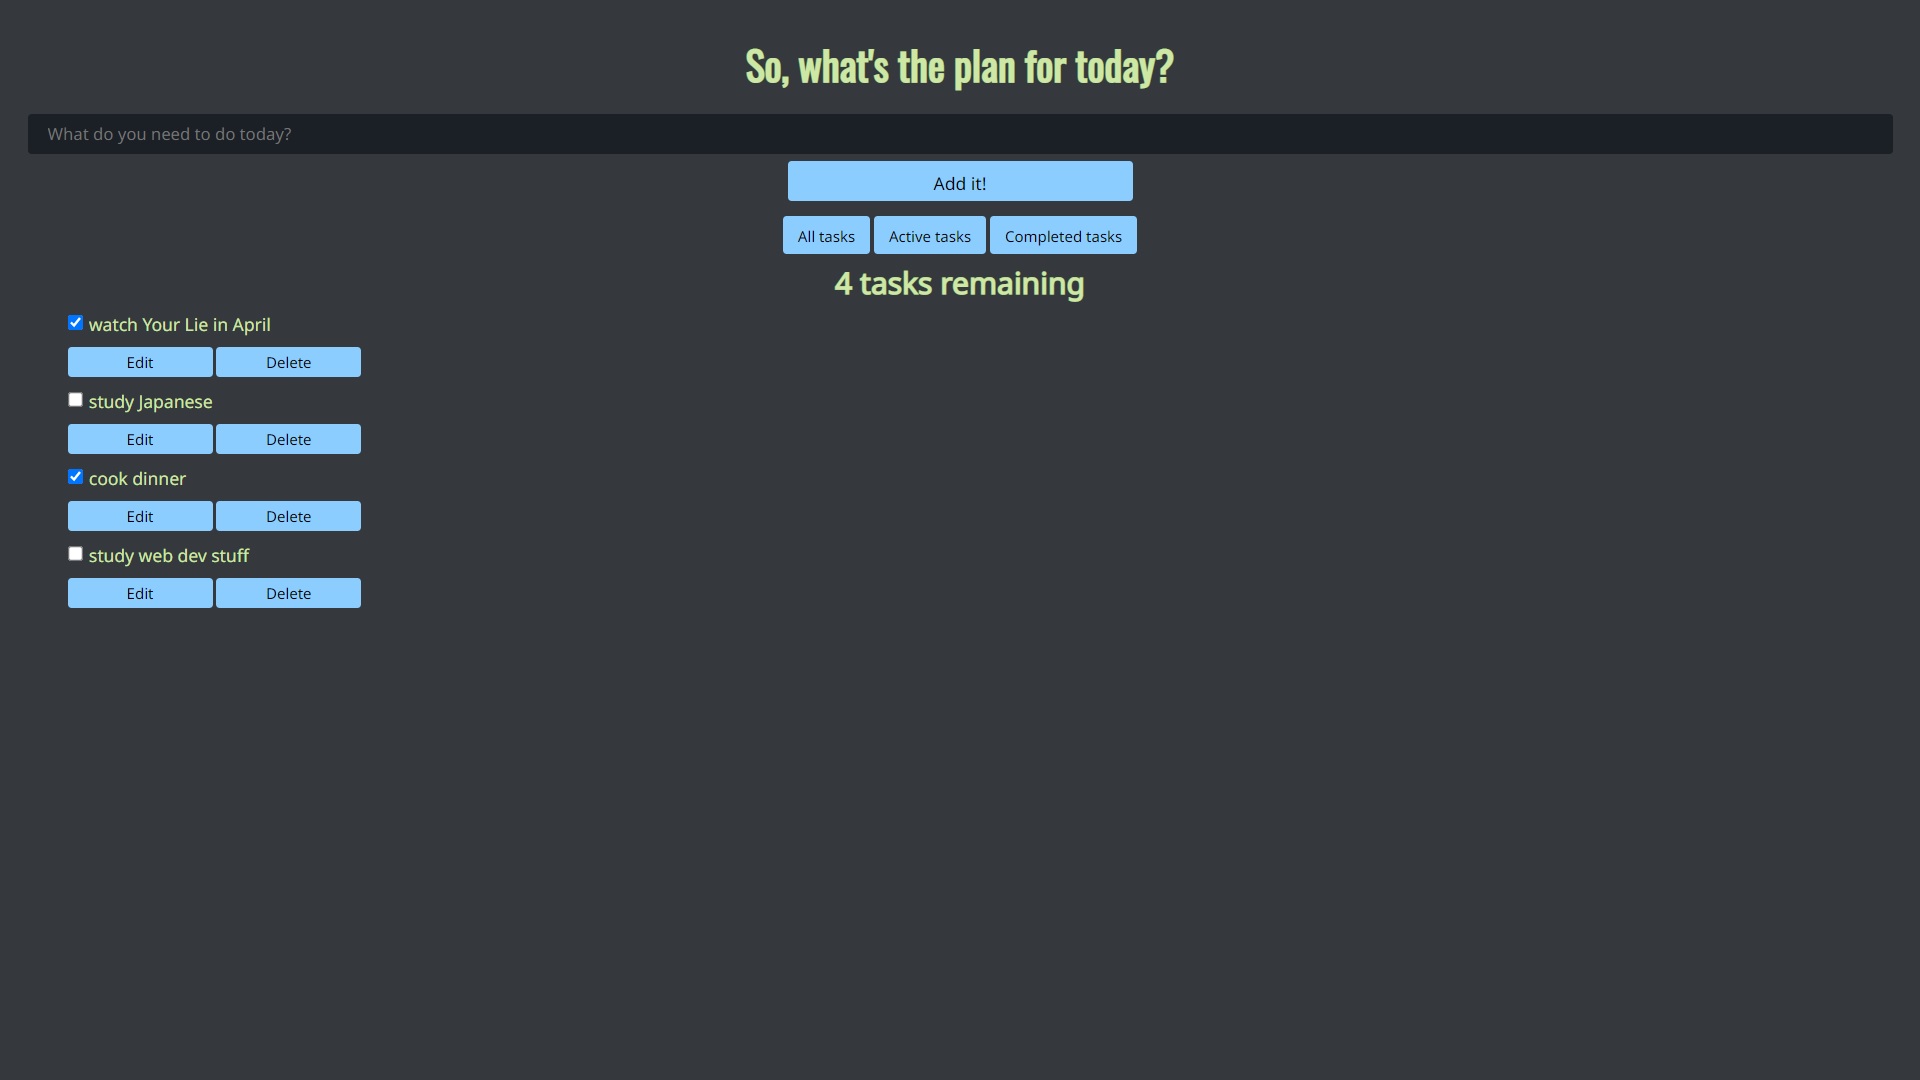 So, what's the plan for today?
What do you need to do today?
Add it!
All tasks Active tasks Completed tasks
4 tasks remaining
watch Your Lie in April
Edit Delete
study Japanese
Edit Delete
cook dinner
Edit Delete
study web dev stuff
Edit Delete